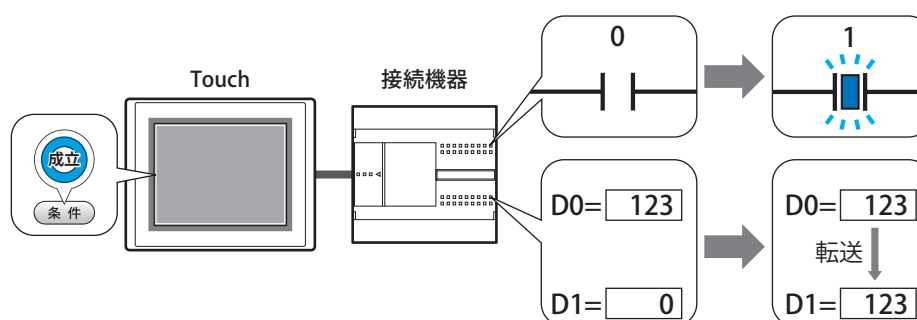 0
1
Touch
接続機器
成立
条件
D0= 123
D0= 123
転送
D1= 0
D1= 123